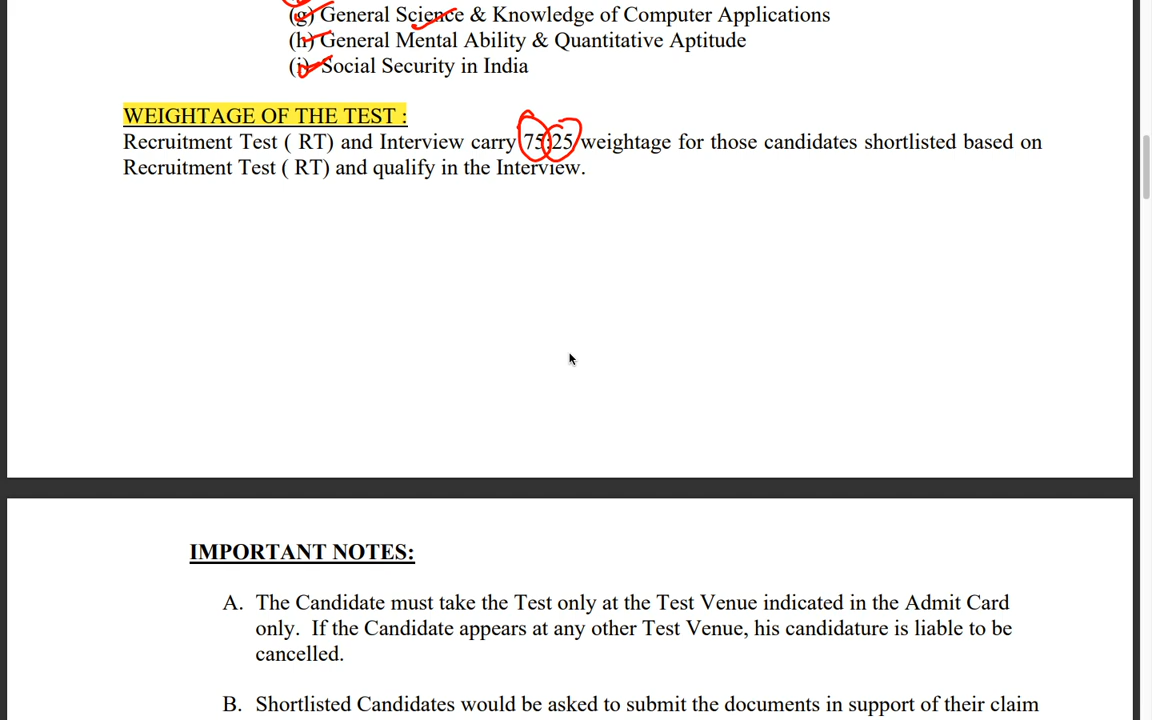 (g) General Science & Knowledge of Computer Applications
(h) General Mental Ability & Quantitative Aptitude
(i) Social Security in India
WEIGHTAGE OF THE TEST :
Recruitment Test ( RT) and Interview carry 75:25 weightage for those candidates shortlisted based on
Recruitment Test ( RT) and qualify in the Interview.
IMPORTANT NOTES:
A. The Candidate must take the Test only at the Test Venue indicated in the Admit Card
only. If the Candidate appears at any other Test Venue, his candidature is liable to be
cancelled.
B. Shortlisted Candidates would be asked to submit the documents in support of their claim